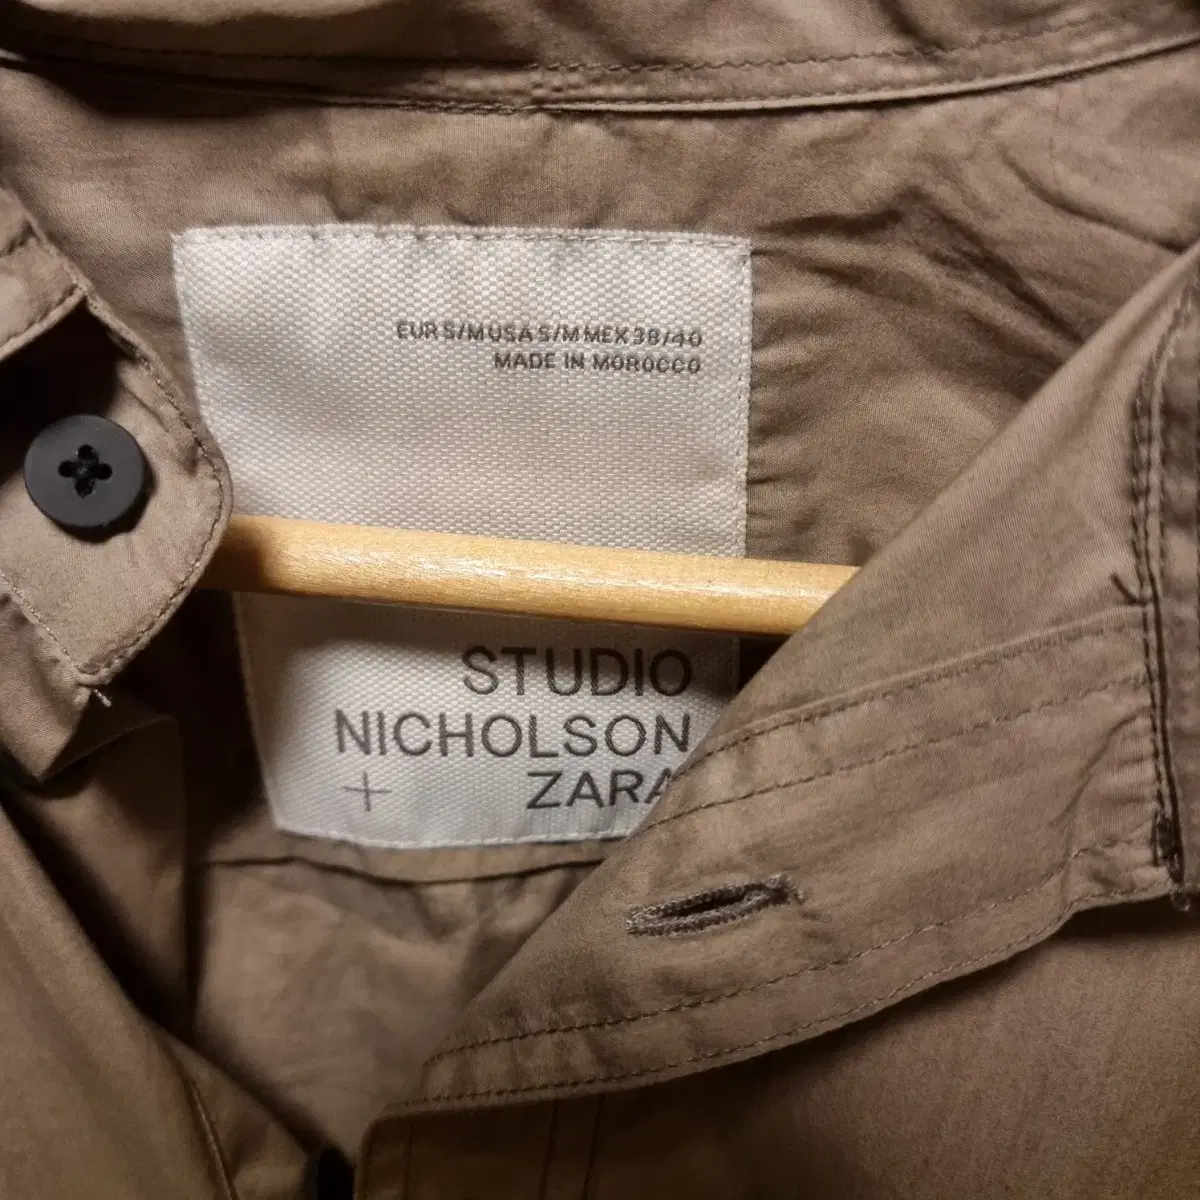 EUR S/M USA S/M MEX 38/40
MADE IN MOROCCO
STUDIO
NICHOLSON
+ ZARA